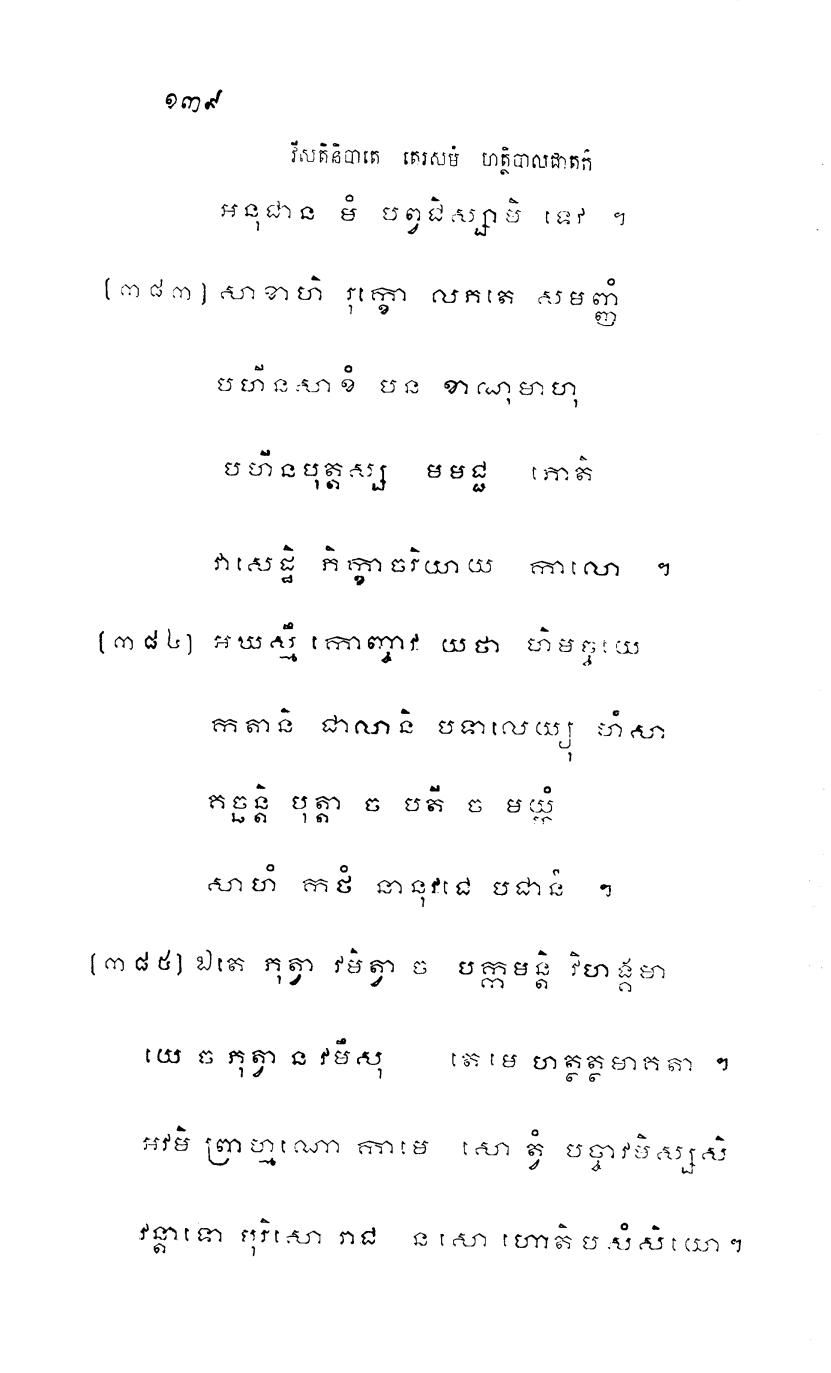 ១៣៩
វីសតិនិបាតេ តេរសមំ ហត្ថិបាលជាតកំ
អនុជាន មំ បព្វជិស្សាមិ ទេវ ។
[៣៨៣] សាខាហិ រុក្ខោ លភតេ សមញ្ញំ
បហីនសាខំ បន ខាណុមាហុ
បហីនបុត្តស្ស មមជ្ជ ភោតិ
វាសេដ្ឋិ ភិក្ខាចរិយាយ កាលោ ។
[៣៨៤] អឃស្មឹ កោញ្ចាវ យថា ហិមច្ចយេ
កតានិ ជាលានិ បទាលេយ្យុ ហំសា
គច្ឆន្តិ បុត្តា ច បតី ច មយ្ហំ
សាហំ កថំ នានុវជេ បជានំ ។
[៣៨៥] ឯតេ ភុត្វា វមិត្វា ច បក្កមន្តិ វិហង្គមា
យេ ច ភុត្វា ន វមឹសុ តេ មេ ហត្ថត្ថមាគតា ។
អវមិ ព្រាហ្មណោ កាមេ សោ ត្វំ បច្ចាវមិស្សសិ
វន្តាទោ បុរិសោ រាជ ន សោ ហោតិ បសំសិយោ ។